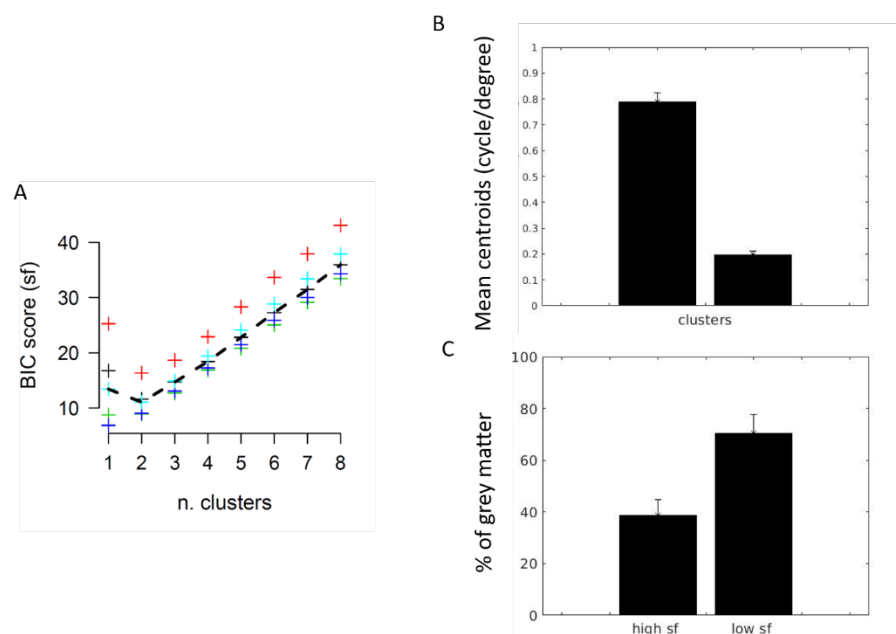 A
BIC score (sf)
40
30
20
10
1 2 3 4 5 6 7 8
n. clusters
B
Mean centroids (cycle/degree)
1
0.9
0.8
0.7
0.6
0.5
0.4
0.3
0.2
0.1
0
clusters
C
% of grey matter
100
80
60
40
20
0
high sf low sf